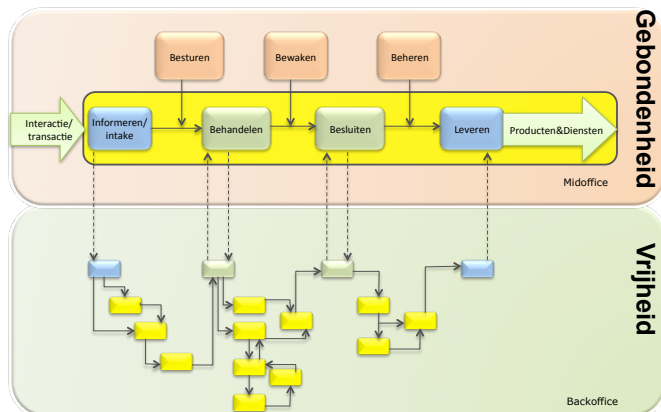 Besturen
Bewaken
Beheren
Gebondenheid
Interactie/
transactie
Informeren/
intake
Behandelen
Besluiten
Leveren
Producten&Diensten
Midoffice
Vrijheid
Backoffice